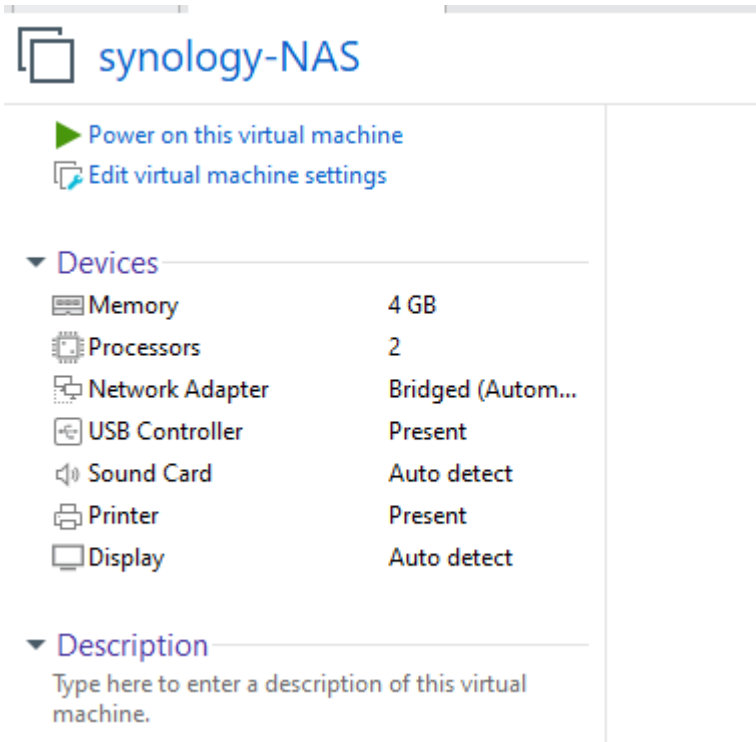 synology-NAS
Power on this virtual machine
Edit virtual machine settings
Devices
Memory 4 GB
Processors 2
Network Adapter Bridged (Autom...
USB Controller Present
Sound Card Auto detect
Printer Present
Display Auto detect
Description
Type here to enter a description of this virtual
machine.